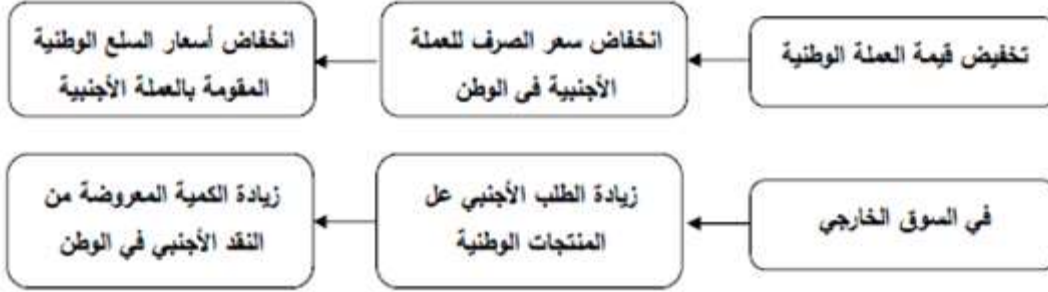 تخفيض قيمة العملة الوطنية
انخفاض سعر الصرف للعملة
الأجنبية فى الوطن
انخفاض أسعار السلع الوطنية
المقومة بالعملة الأجنبية
في السوق الخارجي
زيادة الطلب الأجنبي عل
المنتجات الوطنية
زيادة الكمية المعروضة من
النقد الأجنبي في الوطن